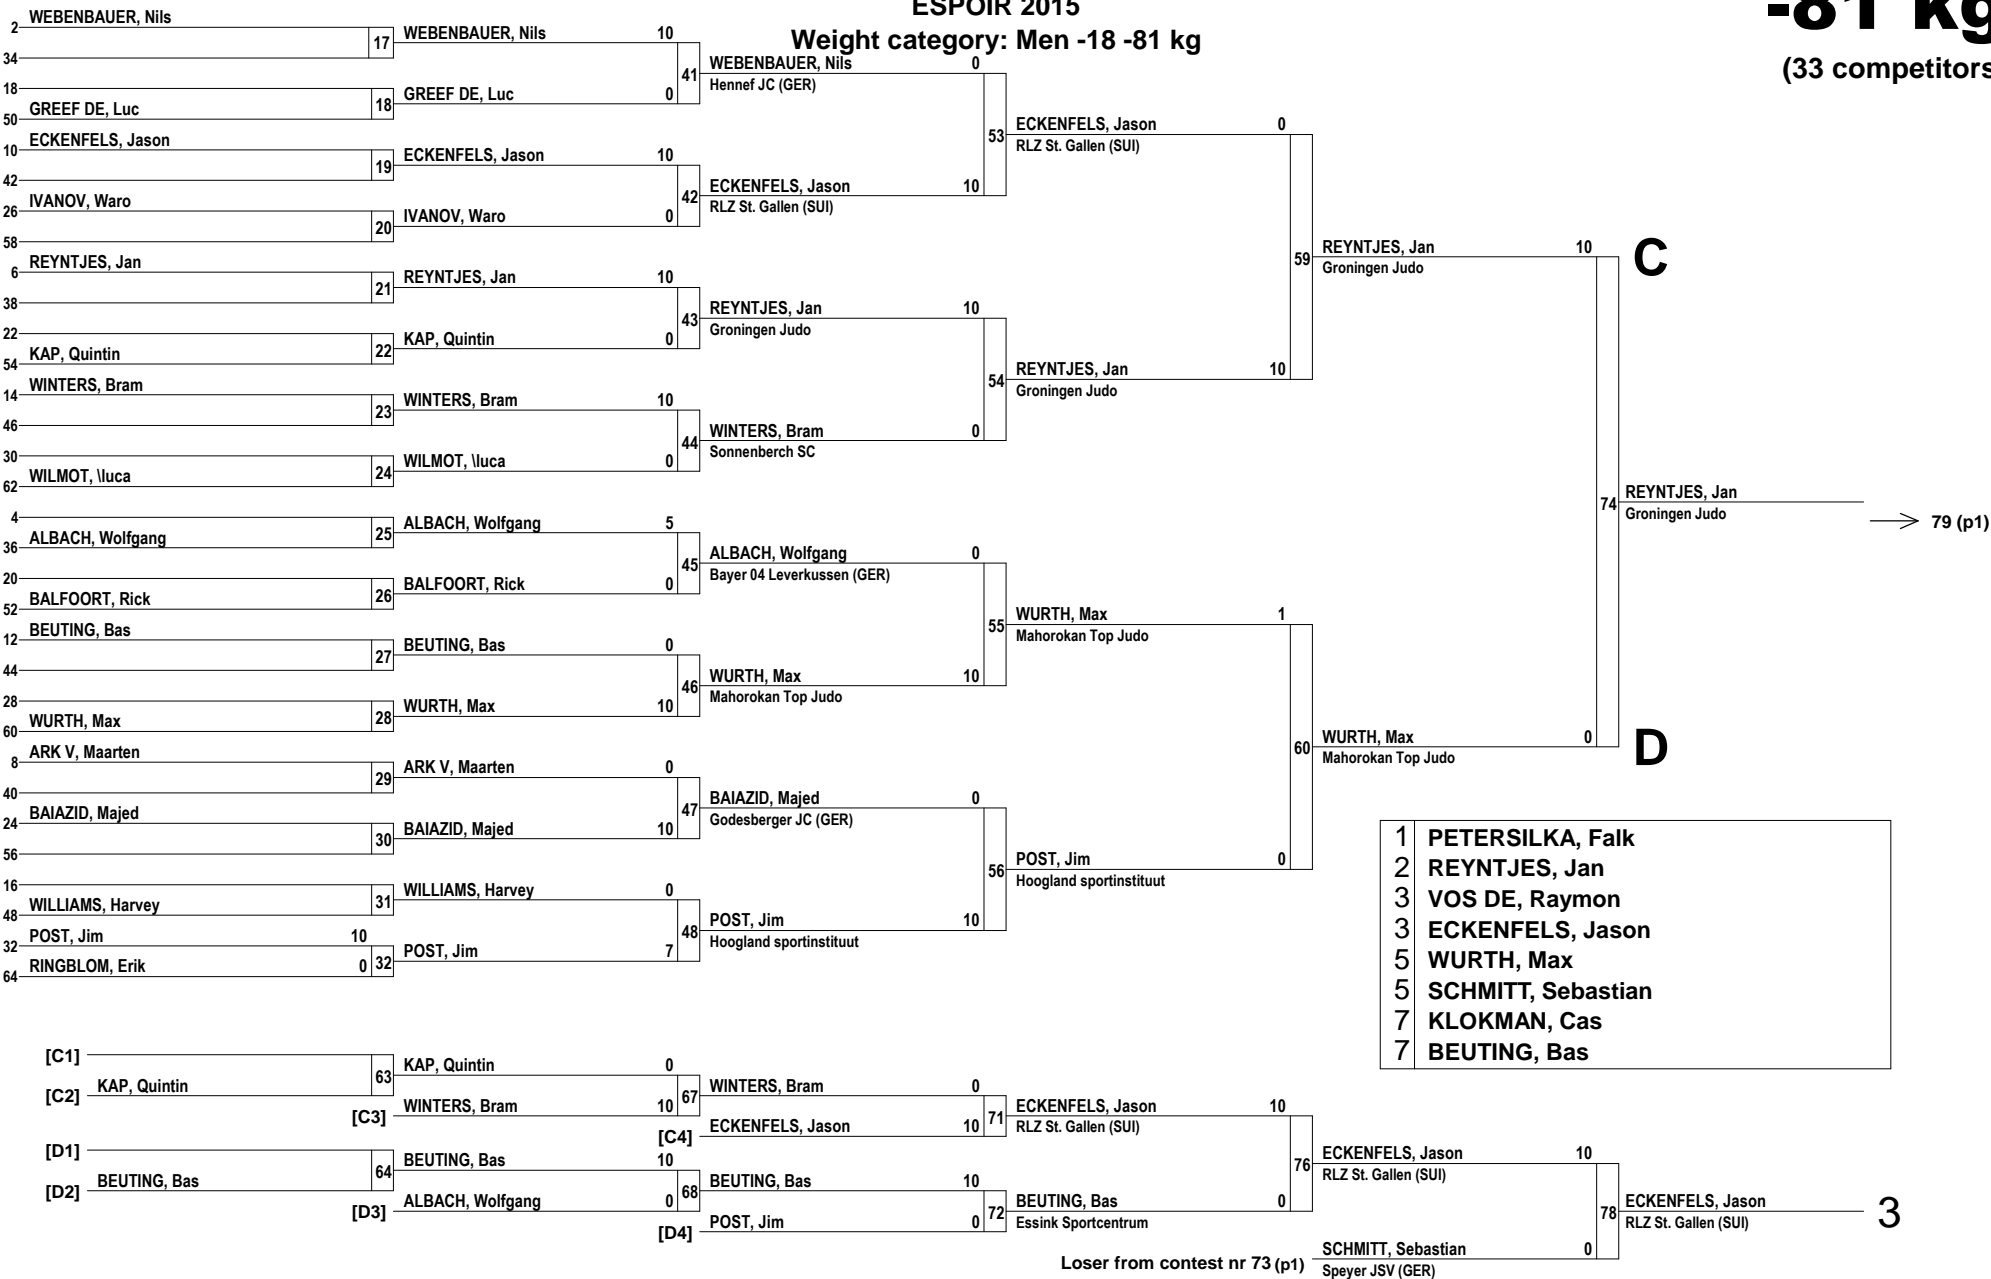 ESPOIR 2015
Weight category: Men -18 -81 kg
-81 kg
(33 competitors
2 WEBENBAUER, Nils
34
17 WEBENBAUER, Nils 10
18
50 GREEF DE, Luc
18 GREEF DE, Luc 0
41 WEBENBAUER, Nils 0
Hennef JC (GER)
10 ECKENFELS, Jason
42
19 ECKENFELS, Jason 10
26 IVANOV, Waro
58
20 IVANOV, Waro 0
42 ECKENFELS, Jason 10
RLZ St. Gallen (SUI)
53 ECKENFELS, Jason 0
RLZ St. Gallen (SUI)
6 REYNTJES, Jan
38
21 REYNTJES, Jan 10
22
54 KAP, Quintin
22 KAP, Quintin 0
43 REYNTJES, Jan 10
Groningen Judo
14 WINTERS, Bram
46
23 WINTERS, Bram 10
30
62 WILMOT, \luca
24 WILMOT, \luca 0
44 WINTERS, Bram 0
Sonnenberch SC
54 REYNTJES, Jan 10
Groningen Judo
59 REYNTJES, Jan 10
Groningen Judo
C
4
36 ALBACH, Wolfgang
25 ALBACH, Wolfgang 5
20
52 BALFOORT, Rick
26 BALFOORT, Rick 0
45 ALBACH, Wolfgang 0
Bayer 04 Leverkussen (GER)
12 BEUTING, Bas
44
27 BEUTING, Bas 0
28
60 WURTH, Max
28 WURTH, Max 10
46 WURTH, Max 10
Mahorokan Top Judo
55 WURTH, Max 1
Mahorokan Top Judo
8 ARK V, Maarten
40
29 ARK V, Maarten 0
24 BAIAZID, Majed
56
30 BAIAZID, Majed 10
47 BAIAZID, Majed 0
Godesberger JC (GER)
16
48 WILLIAMS, Harvey
31 WILLIAMS, Harvey 0
32 POST, Jim 10
64 RINGBLOM, Erik 0
32 POST, Jim 7
48 POST, Jim 10
Hoogland sportinstituut
56 POST, Jim 0
Hoogland sportinstituut
60 WURTH, Max 0
Mahorokan Top Judo
D
74 REYNTJES, Jan
Groningen Judo
79 (p1)
1 PETERSILKA, Falk
2 REYNTJES, Jan
3 VOS DE, Raymon
3 ECKENFELS, Jason
5 WURTH, Max
5 SCHMITT, Sebastian
7 KLOKMAN, Cas
7 BEUTING, Bas
[C1]
[C2] KAP, Quintin
63 KAP, Quintin 0
[C3] WINTERS, Bram 10
67 WINTERS, Bram 0
[C4] ECKENFELS, Jason 10
71 ECKENFELS, Jason 10
RLZ St. Gallen (SUI)
[D1]
[D2] BEUTING, Bas
64 BEUTING, Bas 10
[D3] ALBACH, Wolfgang 0
68 BEUTING, Bas 10
[D4] POST, Jim 0
72 BEUTING, Bas 0
Essink Sportcentrum
76 ECKENFELS, Jason 10
RLZ St. Gallen (SUI)
Loser from contest nr 73 (p1) SCHMITT, Sebastian 0
Speyer JSV (GER)
78 ECKENFELS, Jason
RLZ St. Gallen (SUI)
3